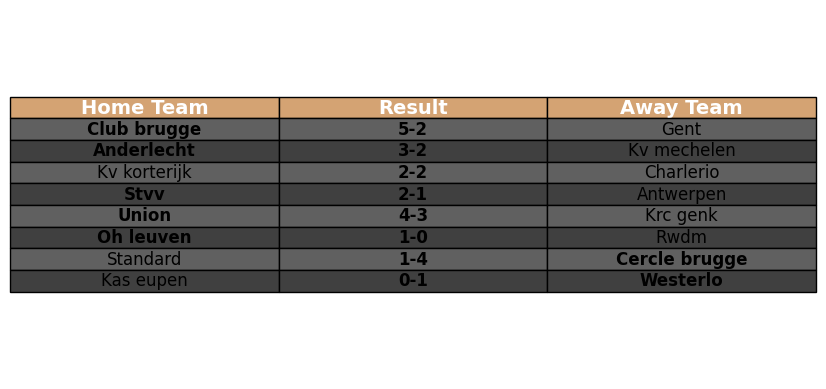 Home Team Result Away Team
Club brugge 5-2 Gent
Anderlecht 3-2 Kv mechelen
Kv korterijk 2-2 Charlerio
Stvv 2-1 Antwerpen
Union 4-3 Krc genk
Oh leuven 1-0 Rwdm
Standard 1-4 Cercle brugge
Kas eupen 0-1 Westerlo